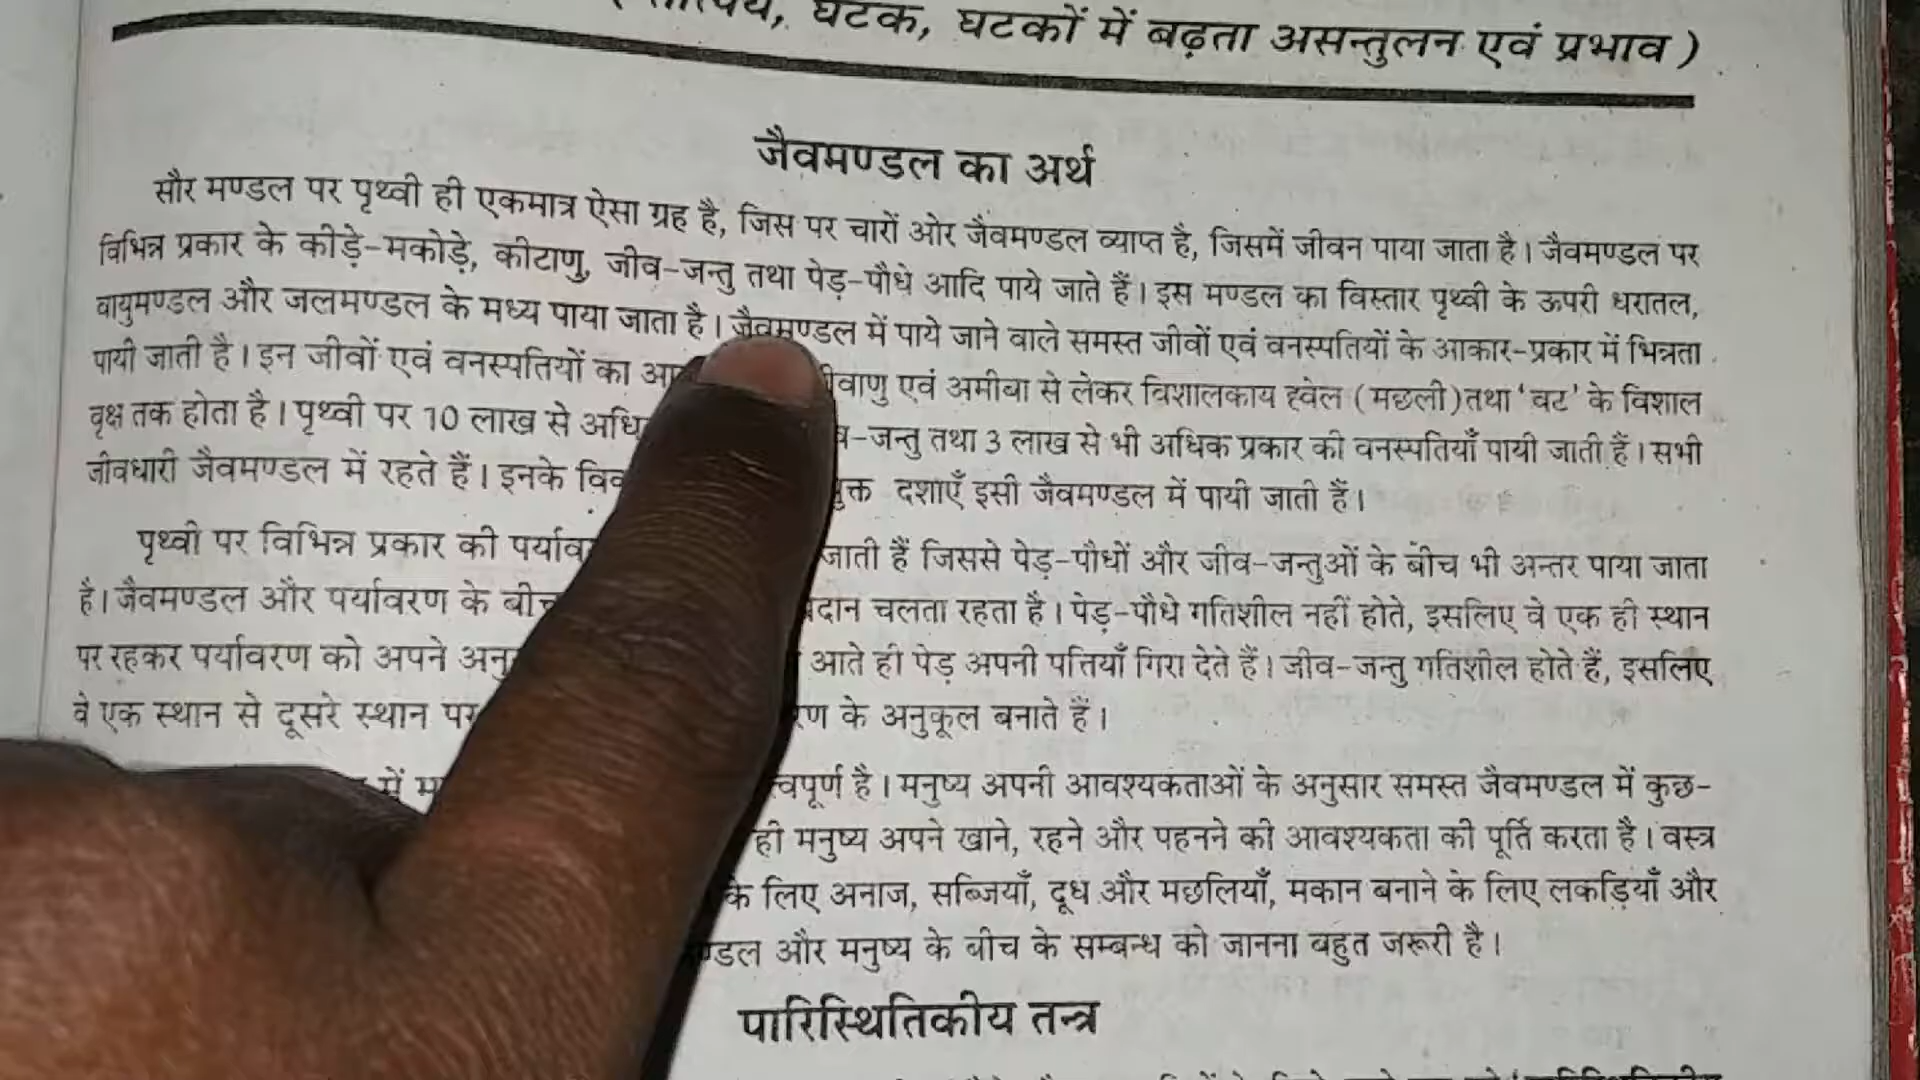 घटक, घटकों में बढ़ता असन्तुलन एवं प्रभाव )
जैवमण्डल का अर्थ
सौर मण्डल पर पृथ्वी ही एकमात्र ऐसा ग्रह है, जिस पर चारों ओर जैवमण्डल व्याप्त है, जिसमें जीवन पाया जाता है। जैवमण्डल पर
विभिन्न प्रकार के कीड़े-मकोड़े, कीटाणु, जीव-जन्तु तथा पेड़-पौधे आदि पाये जाते हैं। इस मण्डल का विस्तार पृथ्वी के ऊपरी धरातल,
वायुमण्डल और जलमण्डल के मध्य पाया जाता है। जैवमण्डल में पाये जाने वाले समस्त जीवों एवं वनस्पतियों के आकार-प्रकार में भिन्नता
पायी जाती है। इन जीवों एवं वनस्पतियों का एवं अमीबा से लेकर विशालकाय ह्वेल (मछली) तथा 'वट' के विशाल
वृक्ष तक होता है। पृथ्वी पर 10 लाख से जन्तु तथा 3 लाख से भी अधिक प्रकार की वनस्पतियाँ पायी जाती हैं। सभी
जीवधारी जैवमण्डल में रहते हैं। इनके दशाएँ इसी जैवमण्डल में पायी जाती हैं।
पृथ्वी पर विभिन्न प्रकार की जाती हैं जिससे पेड़-पौधों और जीव-जन्तुओं के बीच भी अन्तर पाया जाता
है। जैवमण्डल और पर्यावरण के बीच चलता रहता है। पेड़-पौधे गतिशील नहीं होते, इसलिए वे एक ही स्थान
पर रहकर पर्यावरण को अपने आते ही पेड़ अपनी पत्तियाँ गिरा देते हैं। जीव-जन्तु गतिशील होते हैं, इसलिए
वे एक स्थान से दूसरे स्थान पर के अनुकूल बनाते हैं।
में है। मनुष्य अपनी आवश्यकताओं के अनुसार समस्त जैवमण्डल में कुछ-
ही मनुष्य अपने खाने, रहने और पहनने की आवश्यकता की पूर्ति करता है। वस्त्र
के लिए अनाज, सब्जियाँ, दूध और मछलियाँ, मकान बनाने के लिए लकड़ियाँ और
और मनुष्य के बीच के सम्बन्ध को जानना बहुत जरूरी है।
पारिस्थितिकीय तन्त्र